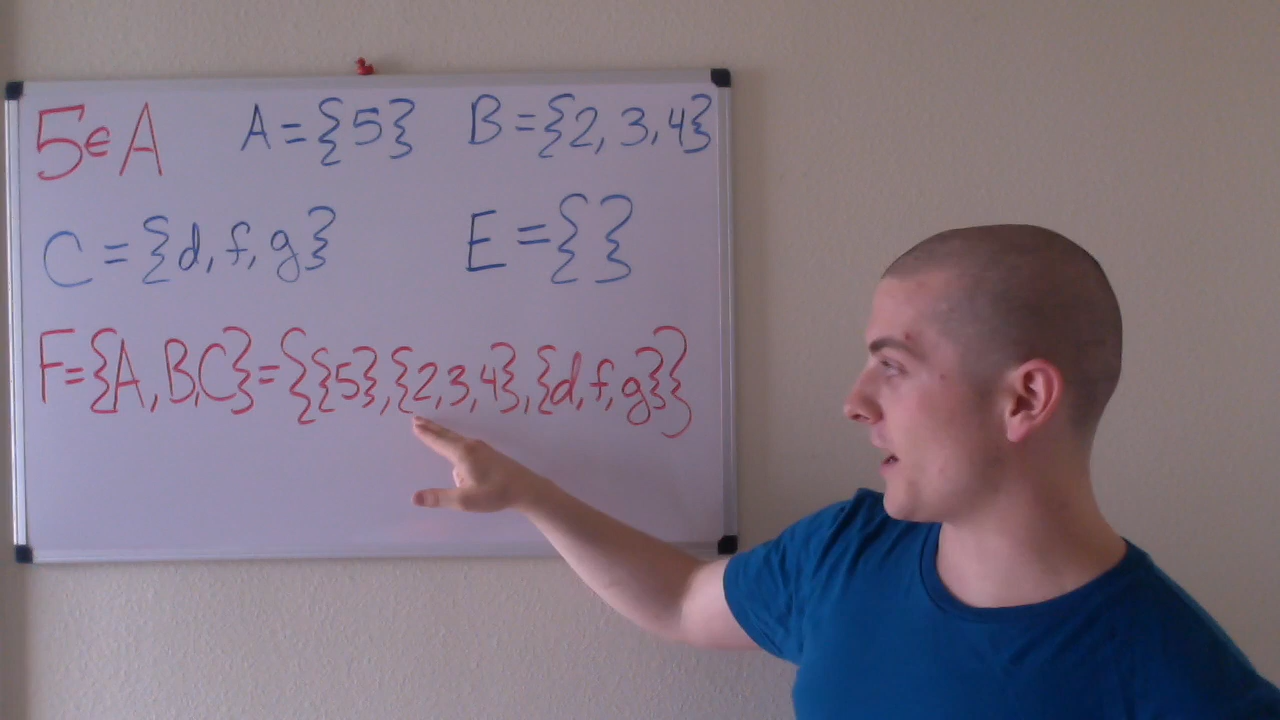 5∈A A={5} B={2, 3, 4}
C={d, f, g} E={}
F={A, B, C}={{5}, {2, 3, 4}, {d, f, g}}